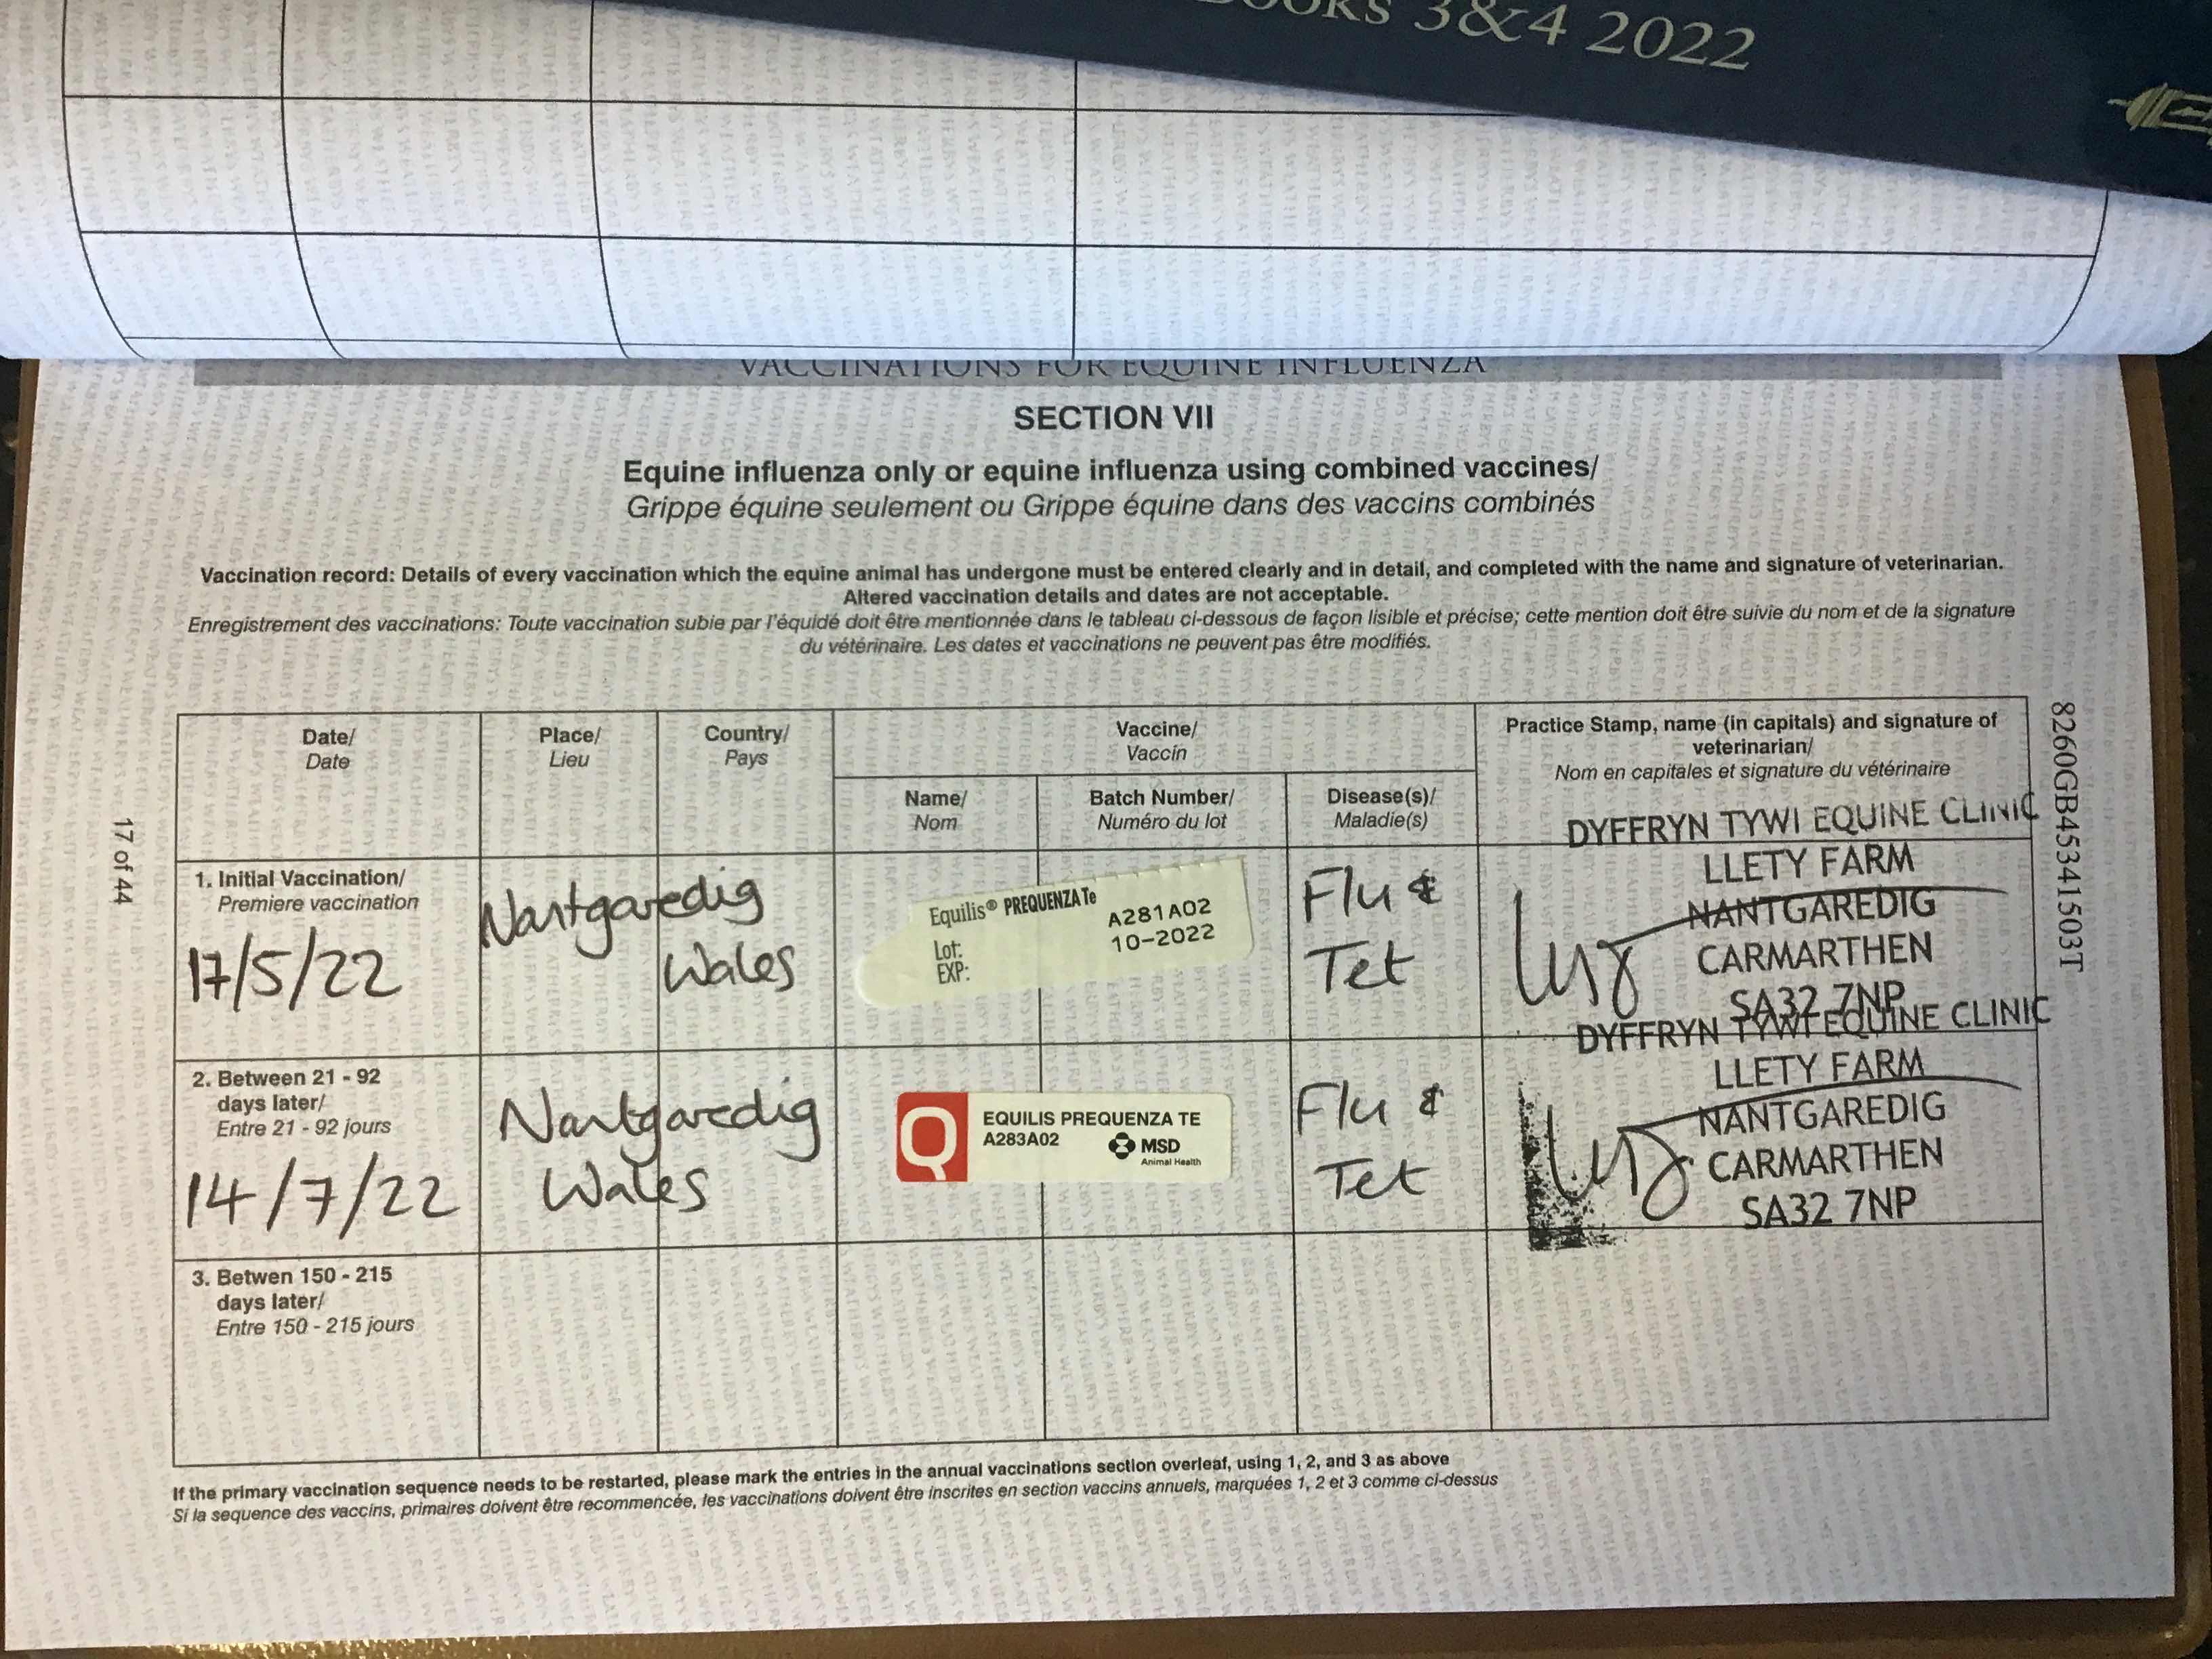 3&4 2022
VACCINATIONS FOR EQUINE INFLUENZA
SECTION VII
Equine influenza only or equine influenza using combined vaccines/
Grippe équine seulement ou Grippe équine dans des vaccins combinés
Vaccination record: Details of every vaccination which the equine animal has undergone must be entered clearly and in detail, and completed with the name and signature of veterinarian.
Altered vaccination details and dates are not acceptable.
Enregistrement des vaccinations: Toute vaccination subie par l'équidé doit être mentionnée dans le tableau ci-dessous de façon lisible et précise; cette mention doit être suivie du nom et de la signature
du vétérinaire. Les dates et vaccinations ne peuvent pas être modifiés.
Date/
Date
Place/
Lieu
Country/
Pays
Vaccine/
Vaccin
Name/
Nom
Batch Number/
Numéro du lot
Disease(s)/
Maladie(s)
Practice Stamp, name (in capitals) and signature of
veterinarian/
Nom en capitales et signature du vétérinaire
1. Initial Vaccination/
Premiere vaccination
17/5/22
Nantgaredig
Wales
Equilis® PREQUENZA Te
Lot: A281A02
EXP: 10-2022
Flu &
Tet
DYFFRYN TYWI EQUINE CLINIC
LLETY FARM
NANTGAREDIG
CARMARTHEN
SA32 7NP
2. Between 21 - 92
days later/
Entre 21 - 92 jours
14/7/22
Nantgaredig
Wales
Q
EQUILIS PREQUENZA TE
A283A02
MSD
Animal Health
Flu &
Tet
DYFFRYN TYWI EQUINE CLINIC
LLETY FARM
NANTGAREDIG
CARMARTHEN
SA32 7NP
3. Betwen 150 - 215
days later/
Entre 150 - 215 jours
If the primary vaccination sequence needs to be restarted, please mark the entries in the annual vaccinations section overleaf, using 1, 2, and 3 as above
Si la sequence des vaccins, primaires doivent être recommencée, les vaccinations doivent être inscrites en section vaccins annuels, marquées 1, 2 et 3 comme ci-dessus
17 of 44
8260GB45341503T